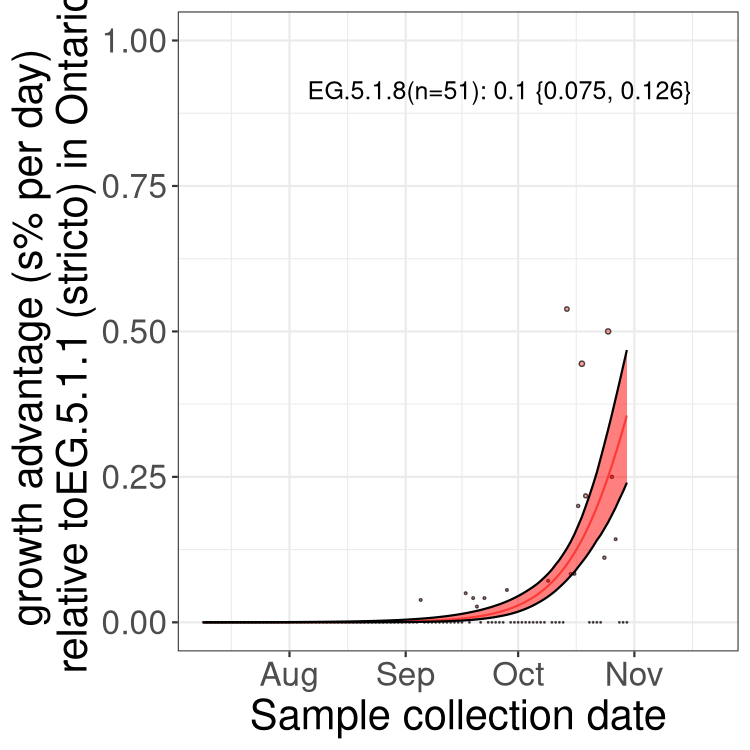 growth advantage (s% per day)
relative toEG.5.1.1 (stricto) in Ontario
1.00
0.75
0.50
0.25
0.00
EG.5.1.8(n=51): 0.1 {0.075, 0.126}
Aug Sep Oct Nov
Sample collection date